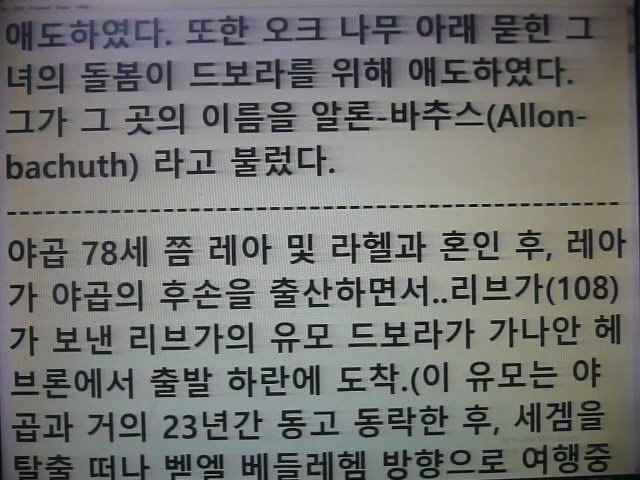 애도하였다. 또한 오크 나무 아래 묻힌 그
녀의 돌봄이 드보라를 위해 애도하였다.
그가 그 곳의 이름을 알론-바추스(Allon-
bachuth) 라고 불렀다.
야곱 78세 쯤 레아 및 라헬과 혼인 후, 레아
가 야곱의 후손을 출산하면서..리브가(108)
가 보낸 리브가의 유모 드보라가 가나안 헤
브론에서 출발 하란에 도착.(이 유모는 야
곱과 거의 23년간 동고 동락한 후, 세겜을
탈출 떠나 벧엘 베들레헴 방향으로 여행중